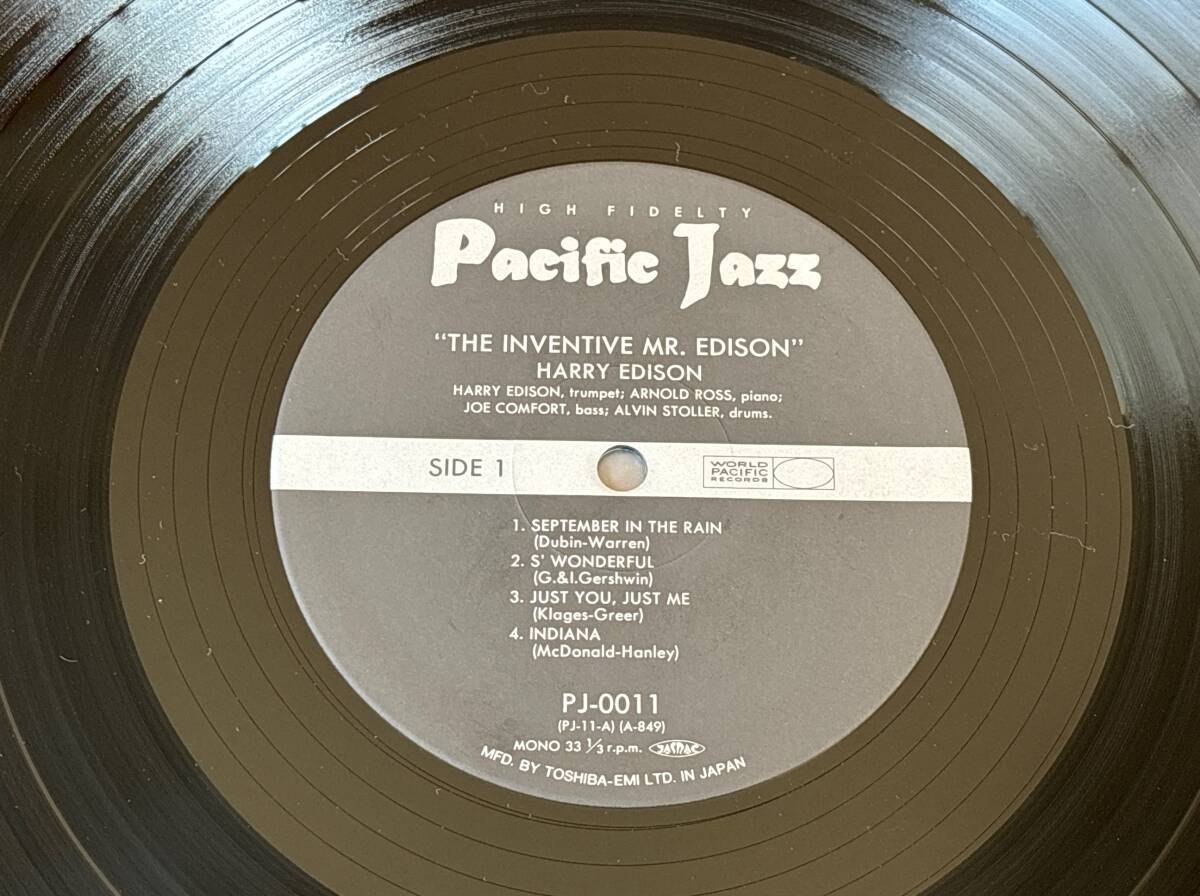 HIGH FIDELTY
Pacific Jazz
“THE INVENTIVE MR. EDISON”
HARRY EDISON
HARRY EDISON, trumpet; ARNOLD ROSS, piano;
JOE COMFORT, bass; ALVIN STOLLER, drums.
SIDE 1
WORLD
PACIFIC
RECORDS
1. SEPTEMBER IN THE RAIN
(Dubin-Warren)
2. S’ WONDERFUL
(G.&I.Gershwin)
3. JUST YOU, JUST ME
(Klages-Greer)
4. INDIANA
(McDonald-Hanley)
PJ-0011
(PJ-11-A) (A-849)
MONO 33 1/3 r.p.m. JASRAC
MFD. BY TOSHIBA-EMI LTD. IN JAPAN